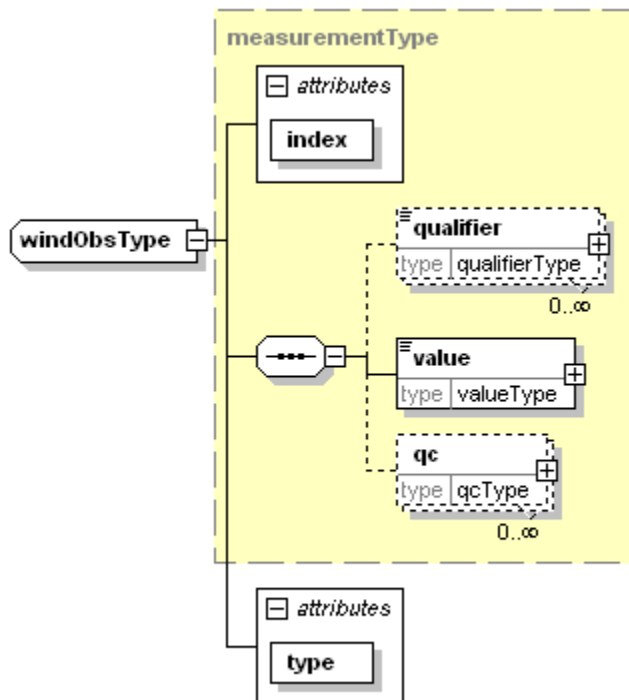 measurementType
attributes
index
windObsType
qualifier
type qualifierType
0..∞
value
type valueType
qc
type qcType
0..∞
attributes
type